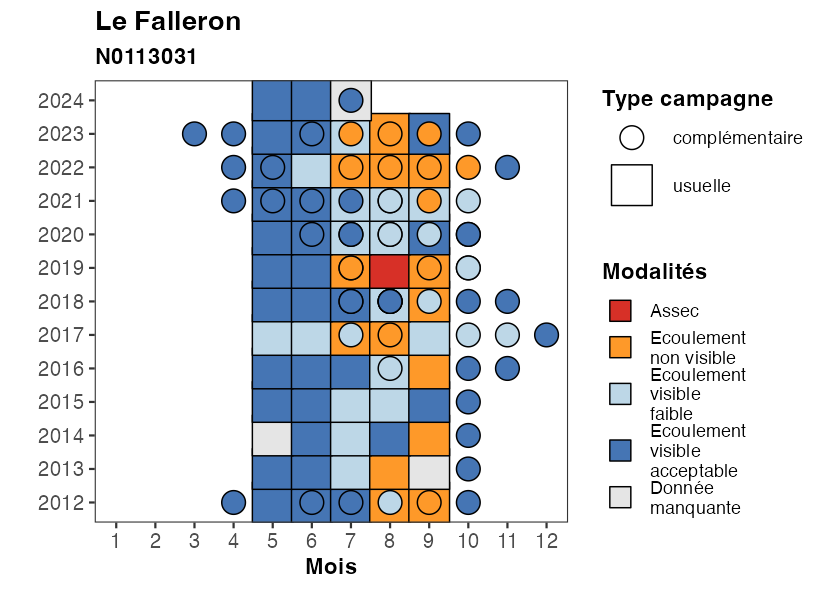 Le Falleron
N0113031
2024
2023
2022
2021
2020
2019
2018
2017
2016
2015
2014
2013
2012
1 2 3 4 5 6 7 8 9 10 11 12
Mois
Type campagne
complémentaire
usuelle
Modalités
Assec
Ecoulement
non visible
Ecoulement
visible
faible
Ecoulement
visible
acceptable
Donnée
manquante